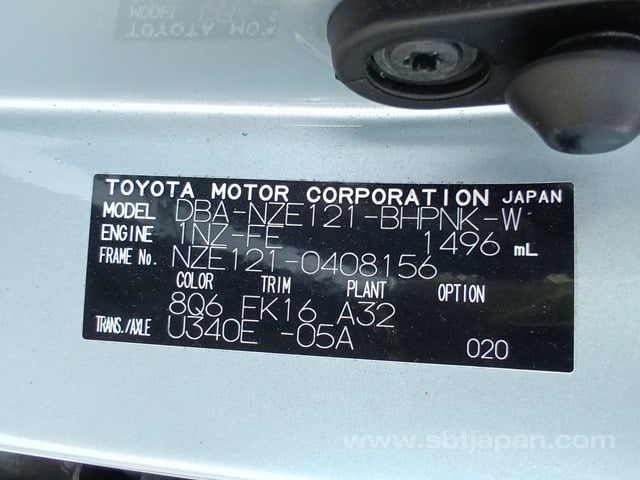 TOYOTA MOTOR CORPORATION JAPAN
MODEL DBA-NZE121-BHPNK-W
ENGINE 1NZ-FE 1496 mL
FRAME No. NZE121-0408156
COLOR TRIM PLANT OPTION
8Q6 FK16 A32
TRANS./AXLE U340E -05A
020
www.sbtjapan.com